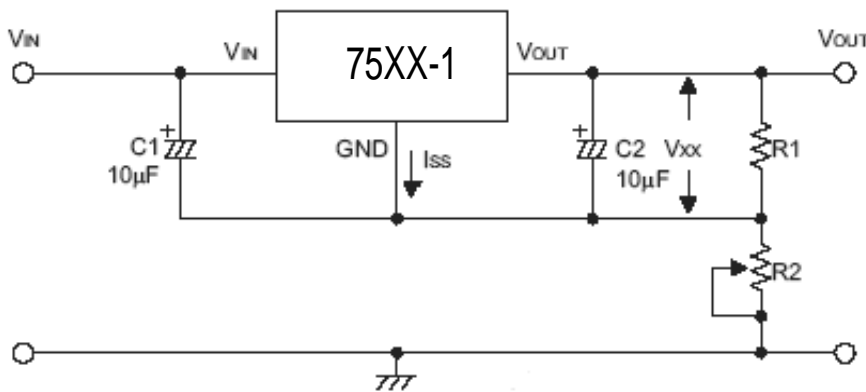 VIN
VIN
75XX-1
VOUT
VOUT
C1
10μF
GND
ISS
C2
10μF
VXX
R1
R2